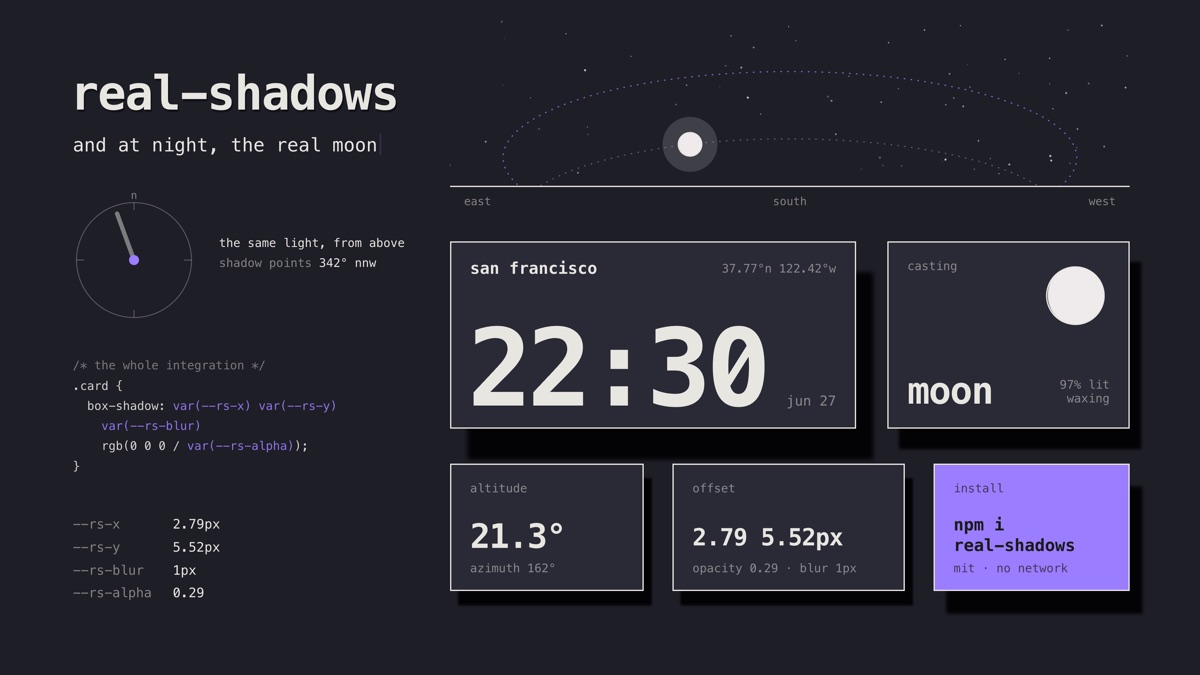 real-shadows
and at night, the real moon
n
the same light, from above
shadow points 342° nnw
/* the whole integration */
.card {
box-shadow: var(--rs-x) var(--rs-y)
var(--rs-blur)
rgb(0 0 0 / var(--rs-alpha));
}
--rs-x 2.79px
--rs-y 5.52px
--rs-blur 1px
--rs-alpha 0.29
east south west
san francisco 37.77°n 122.42°w
22:30 jun 27
casting
moon
97% lit
waxing
altitude
21.3°
azimuth 162°
offset
2.79 5.52px
opacity 0.29 · blur 1px
install
npm i
real-shadows
mit · no network